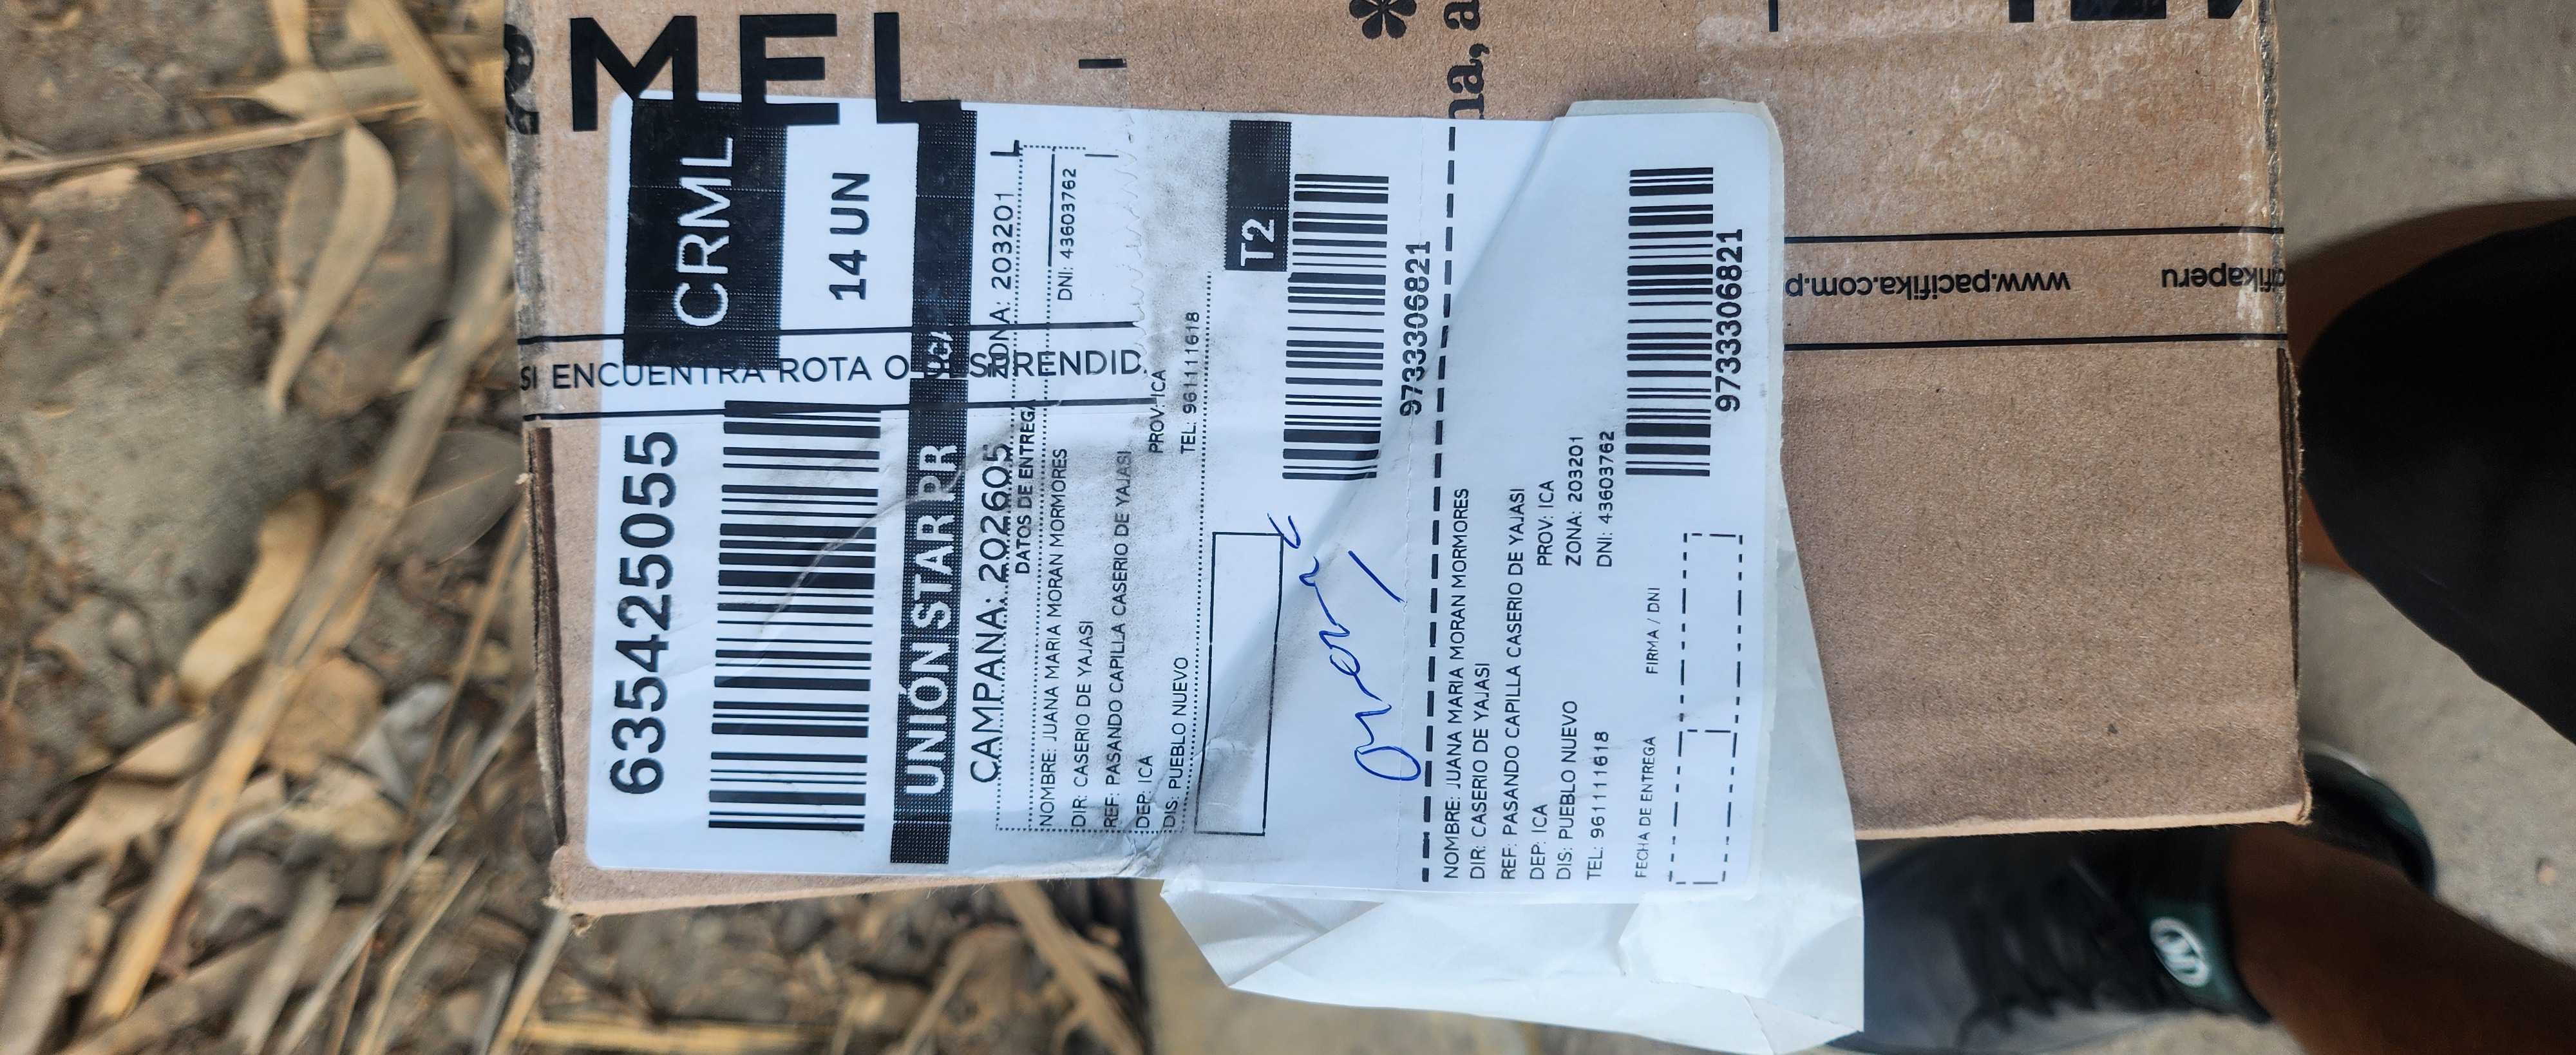 RMEL
CRML
14 UN
6354250555
UNIÓN STAR PR
CAMPAÑA: 202605
ZONA: 203201
SI ENCUENTRA ROTA O DESPRENDID
DATOS DE ENTREGA
NOMBRE: JUANA MARIA MORAN MORMORES
DNI: 43603762
DIR: CASERIO DE YAJASI
REF: PASANDO CAPILLA CASERIO DE YAJASI
DEP: ICA
PROV: ICA
DIS: PUEBLO NUEVO
TEL: 961111618
T2
9733306821
NOMBRE: JUANA MARIA MORAN MORMORES
DIR: CASERIO DE YAJASI
REF: PASANDO CAPILLA CASERIO DE YAJASI
DEP: ICA
PROV: ICA
DIS: PUEBLO NUEVO
ZONA: 203201
TEL: 961111618
DNI: 43603762
FECHA DE ENTREGA
FIRMA / DNI
9733306821
na, a
www.pacifika.com.p
fikaperu